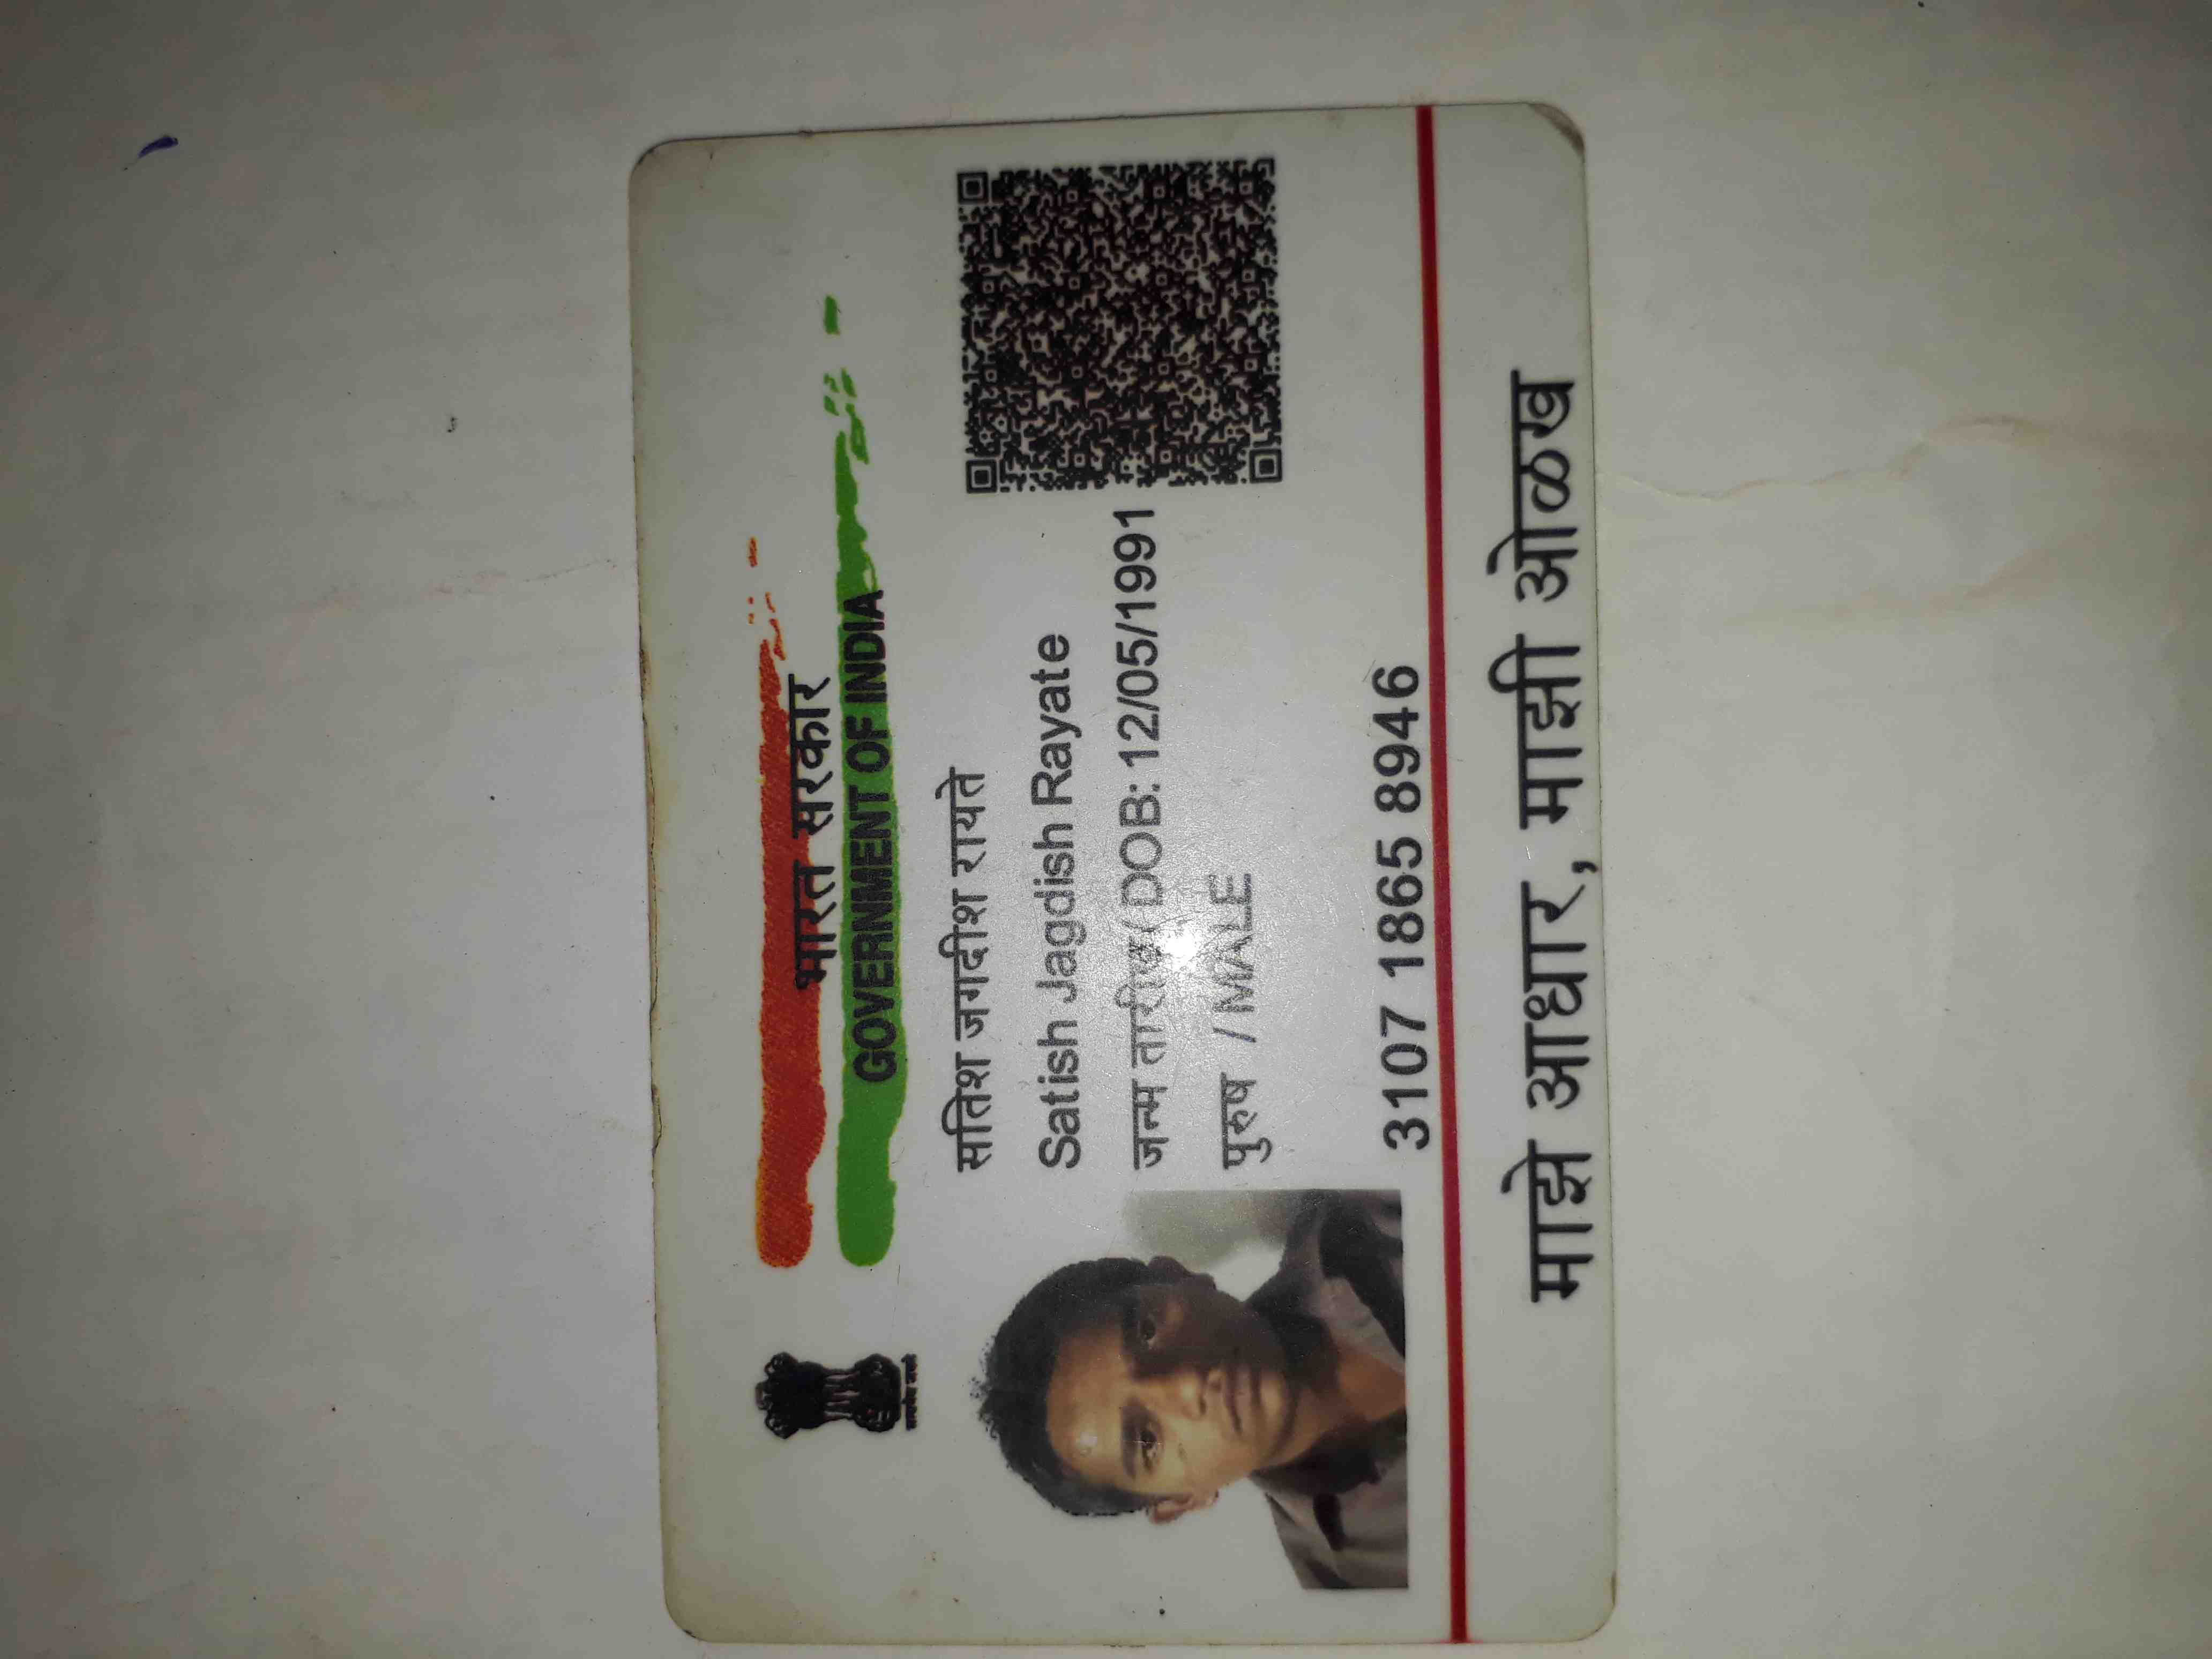 भारत सरकार
GOVERNMENT OF INDIA
सतिश जगदीश रायते
Satish Jagdish Rayate
जन्म तारीख/ DOB: 12/05/1991
पुरुष / MALE
3107 1865 8946
माझे आधार, माझी ओळख